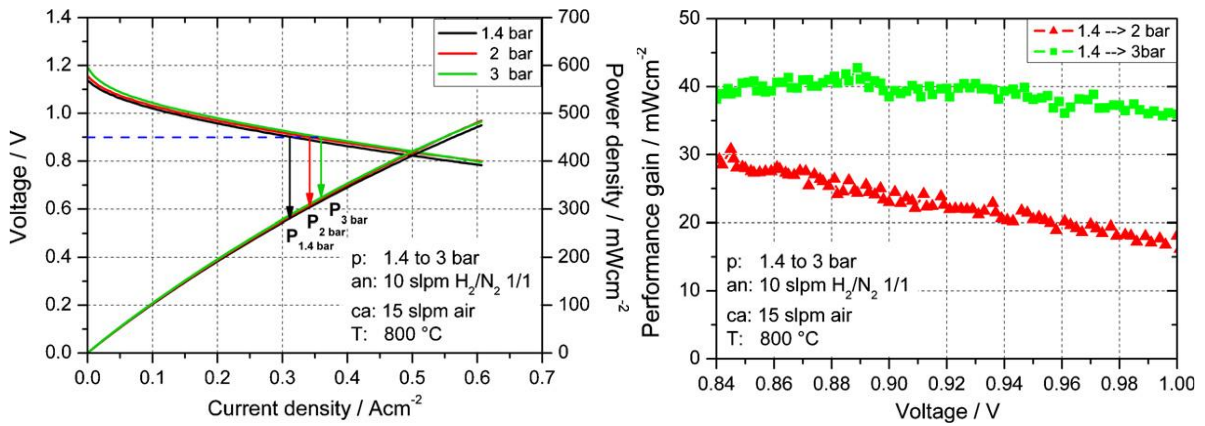 1.4 bar
2 bar
3 bar
Voltage / V
1.4
1.2
1.0
0.8
0.6
0.4
0.2
0.0
Power density / mWcm-2
700
600
500
400
300
200
100
0
P3 bar
P2 bar
P1.4 bar
p: 1.4 to 3 bar
an: 10 slpm H2/N2 1/1
ca: 15 slpm air
T: 800 °C
0.0 0.1 0.2 0.3 0.4 0.5 0.6 0.7
Current density / Acm-2
1.4 --> 2 bar
1.4 --> 3bar
Performance gain / mWcm-2
50
40
30
20
10
0
p: 1.4 to 3 bar
an: 10 slpm H2/N2 1/1
ca: 15 slpm air
T: 800 °C
0.84 0.86 0.88 0.90 0.92 0.94 0.96 0.98 1.00
Voltage / V